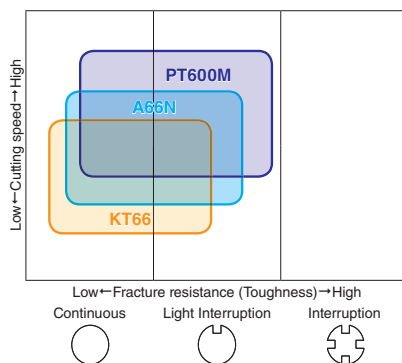 PT600M
A66N
KT66
Low←Cutting speed→High
Low←Fracture resistance (Toughness)→High
Continuous
Light Interruption
Interruption